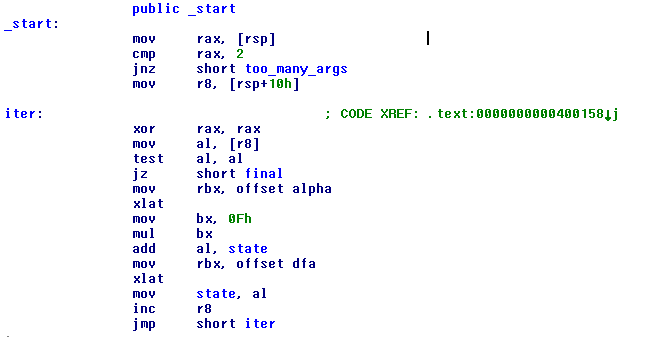 public _start
_start:
mov rax, [rsp]
cmp rax, 2
jnz short too_many_args
mov r8, [rsp+10h]
iter: ; CODE XREF: .text:0000000000400158↓j
xor rax, rax
mov al, [r8]
test al, al
jz short final
mov rbx, offset alpha
xlat
mov bx, 0Fh
mul bx
add al, state
mov rbx, offset dfa
xlat
mov state, al
inc r8
jmp short iter